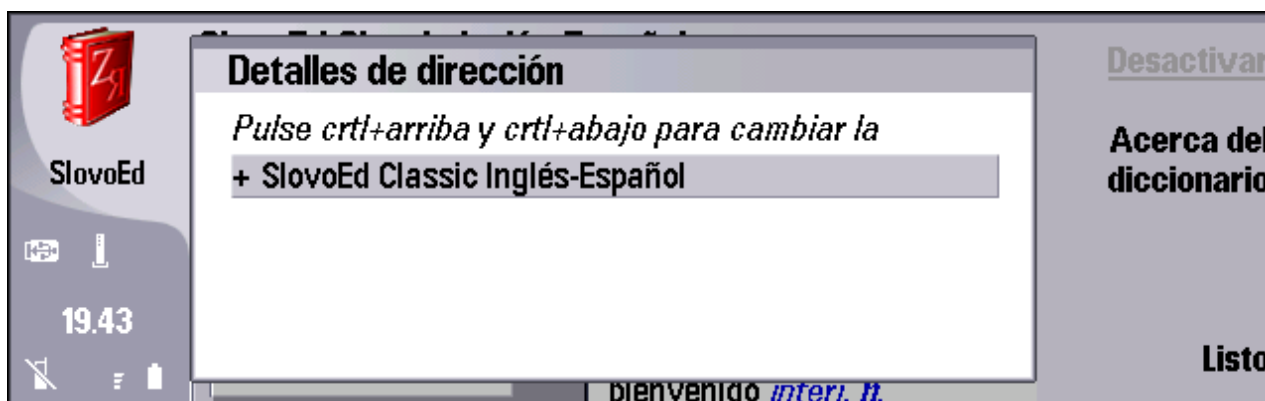 SlovoEd
19.43
Detalles de dirección
Pulse crtl+arriba y crtl+abajo para cambiar la
+ SlovoEd Classic Inglés-Español
bienvenido interj. n.
Desactivar
Acerca del
diccionario
Listo